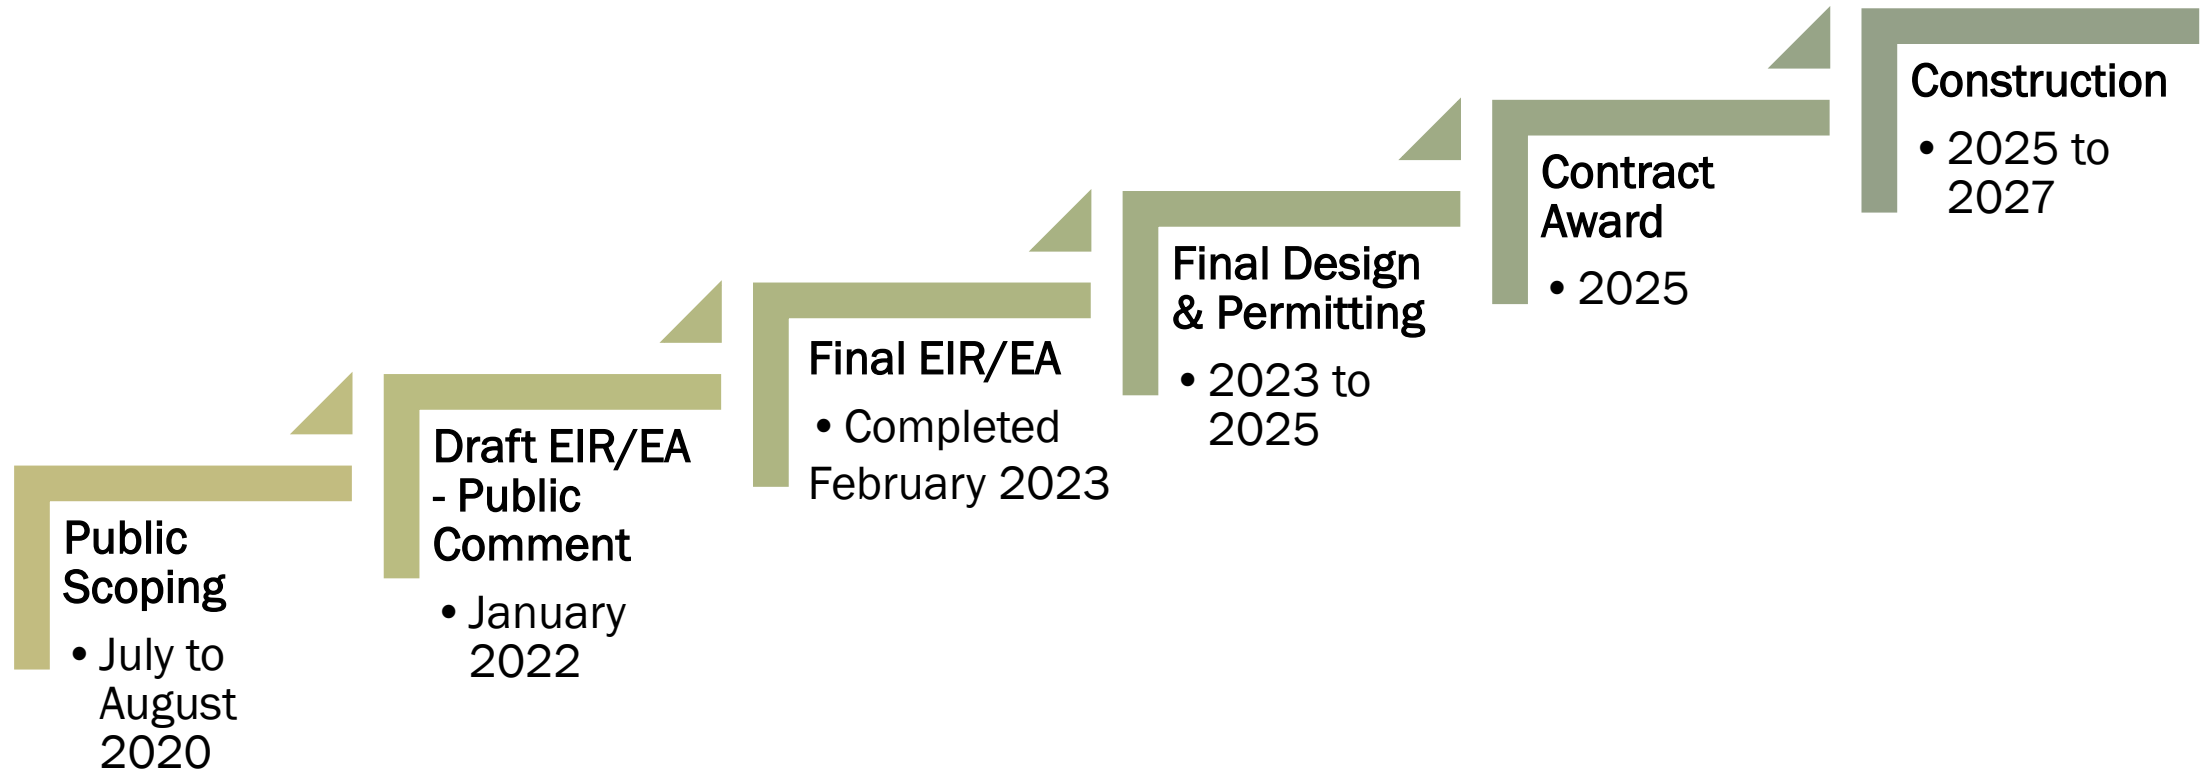 Public
Scoping
• July to
August
2020
Draft EIR/EA
- Public
Comment
• January
2022
Final EIR/EA
• Completed
February 2023
Final Design
& Permitting
• 2023 to
2025
Contract
Award
• 2025
Construction
• 2025 to
2027